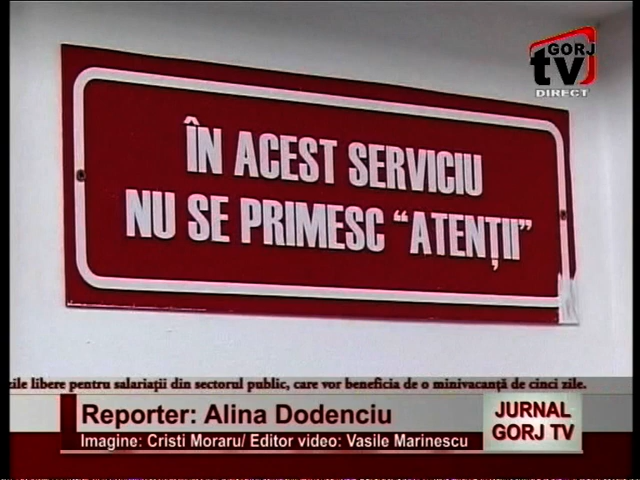 GORJ
tv
DIRECT
ÎN ACEST SERVICIU
NU SE PRIMESC “ATENȚII”
zile libere pentru salariații din sectorul public, care vor beneficia de o minivacanță de cinci zile.
Reporter: Alina Dodenciu
Imagine: Cristi Moraru/ Editor video: Vasile Marinescu
JURNAL
GORJ TV